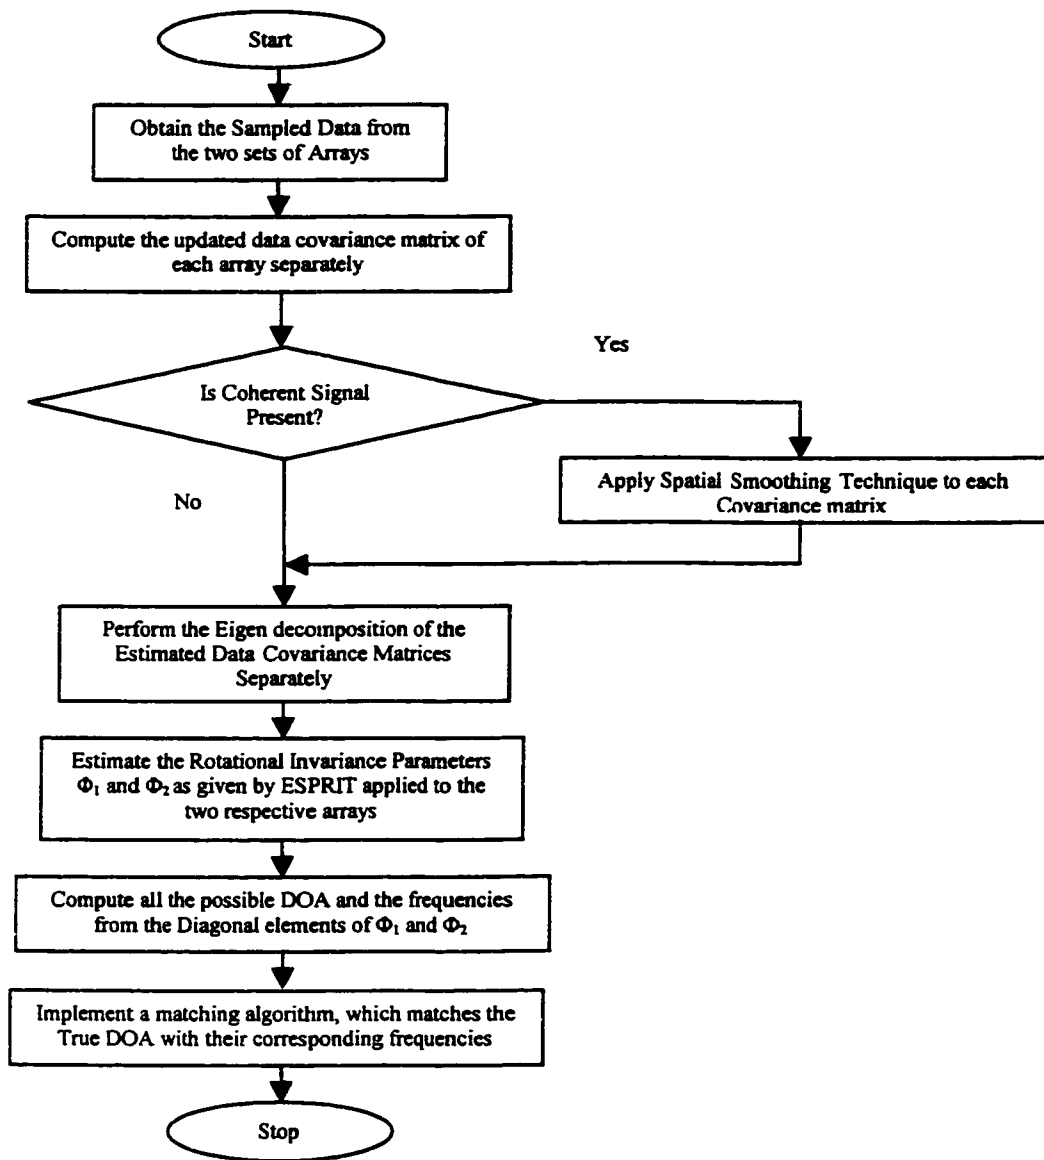 Start
Obtain the Sampled Data from
the two sets of Arrays
Compute the updated data covariance matrix of
each array separately
Is Coherent Signal
Present?
Yes
No
Apply Spatial Smoothing Technique to each
Covariance matrix
Perform the Eigen decomposition of the
Estimated Data Covariance Matrices
Separately
Estimate the Rotational Invariance Parameters
Φ₁ and Φ₂ as given by ESPRIT applied to the
two respective arrays
Compute all the possible DOA and the frequencies
from the Diagonal elements of Φ₁ and Φ₂
Implement a matching algorithm, which matches the
True DOA with their corresponding frequencies
Stop